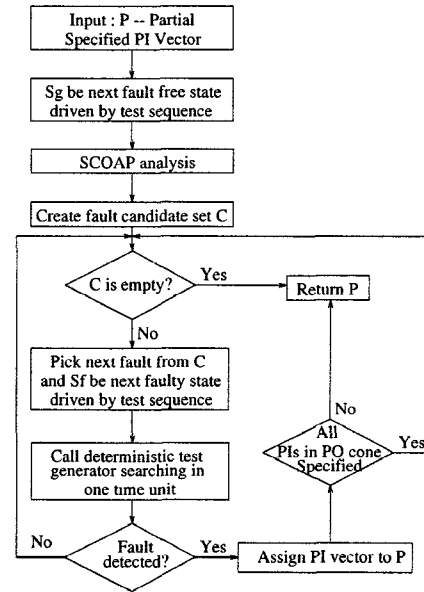 Input : P -- Partial
Specified PI Vector
Sg be next fault free state
driven by test sequence
SCOAP analysis
Create fault candidate set C
C is empty?
Yes
Return P
No
Pick next fault from C
and Sf be next faulty state
driven by test sequence
No
All
PIs in PO cone
Specified
Yes
Call deterministic test
generator searching in
one time unit
No
Fault
detected?
Yes
Assign PI vector to P